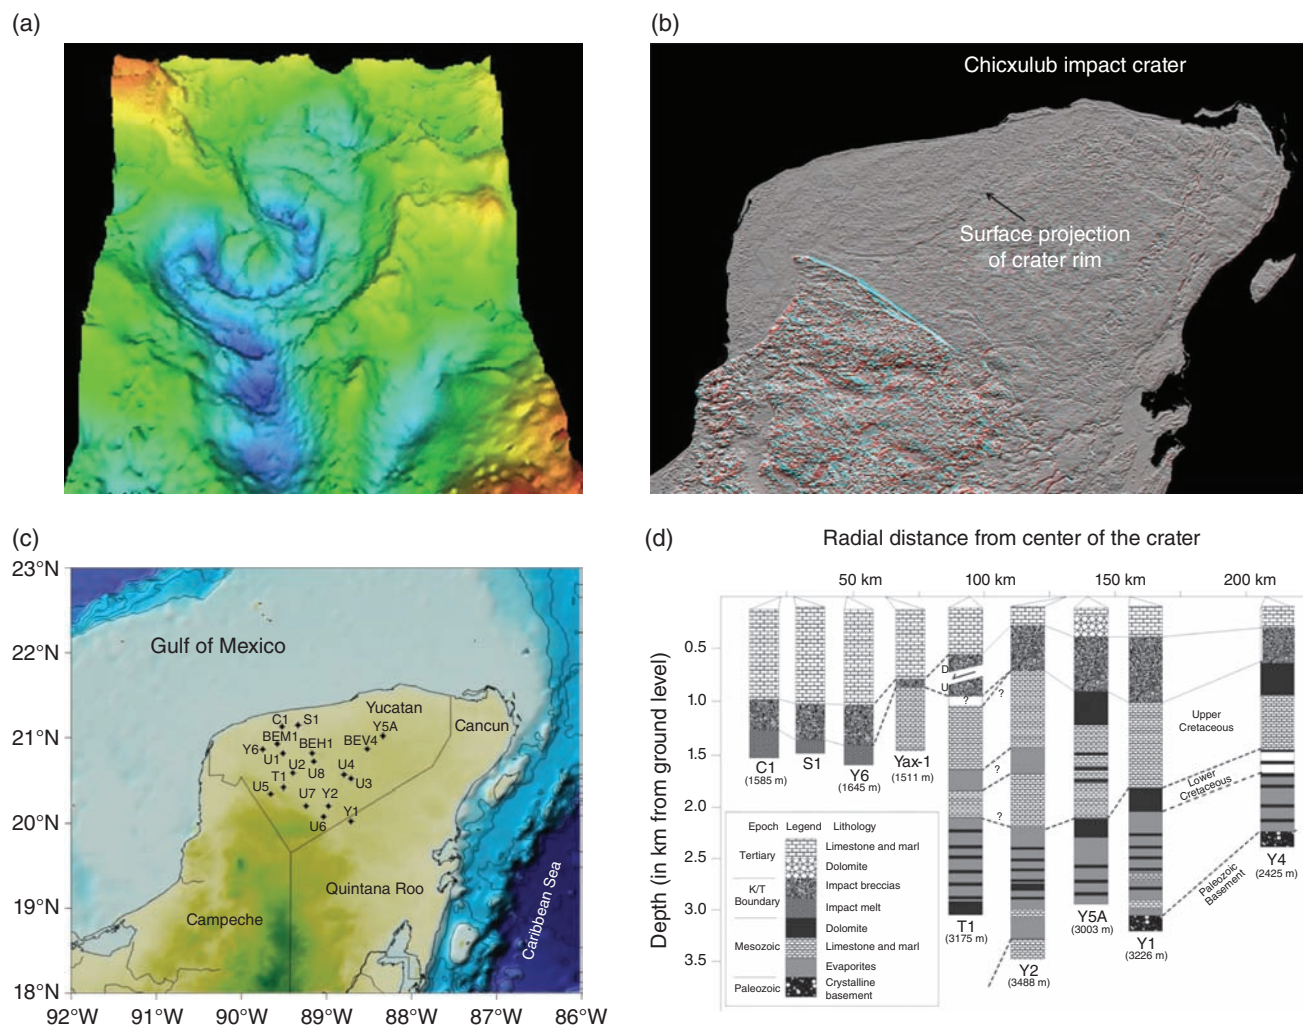 (a)
(b)
Chicxulub impact crater
Surface projection
of crater rim
(c)
23°N
22°N
21°N
20°N
19°N
18°N
92°W
91°W
90°W
89°W
88°W
87°W
86°W
Gulf of Mexico
Yucatan
Cancun
C1
S1
Y5A
BEM1
BEH1
BEV4
Y6
U1
U2
U8
U4
U3
T1
U5
U7
Y2
U6
Y1
Quintana Roo
Campeche
Caribbean Sea
(d)
Radial distance from center of the crater
50 km
100 km
150 km
200 km
Depth (in km from ground level)
0.5
1.0
1.5
2.0
3.0
3.5
D
U
?
?
?
?
C1
(1585 m)
S1
Y6
(1645 m)
Yax-1
(1511 m)
T1
(3175 m)
Y2
(3488 m)
Y5A
(3003 m)
Y1
(3226 m)
Y4
(2425 m)
Upper
Cretaceous
Lower
Cretaceous
Paleozoic
Basement
Epoch Legend Lithology
Tertiary
Limestone and marl
Dolomite
K/T
Boundary
Impact breccias
Impact melt
Mesozoic
Dolomite
Limestone and marl
Evaporites
Paleozoic
Crystalline
basement